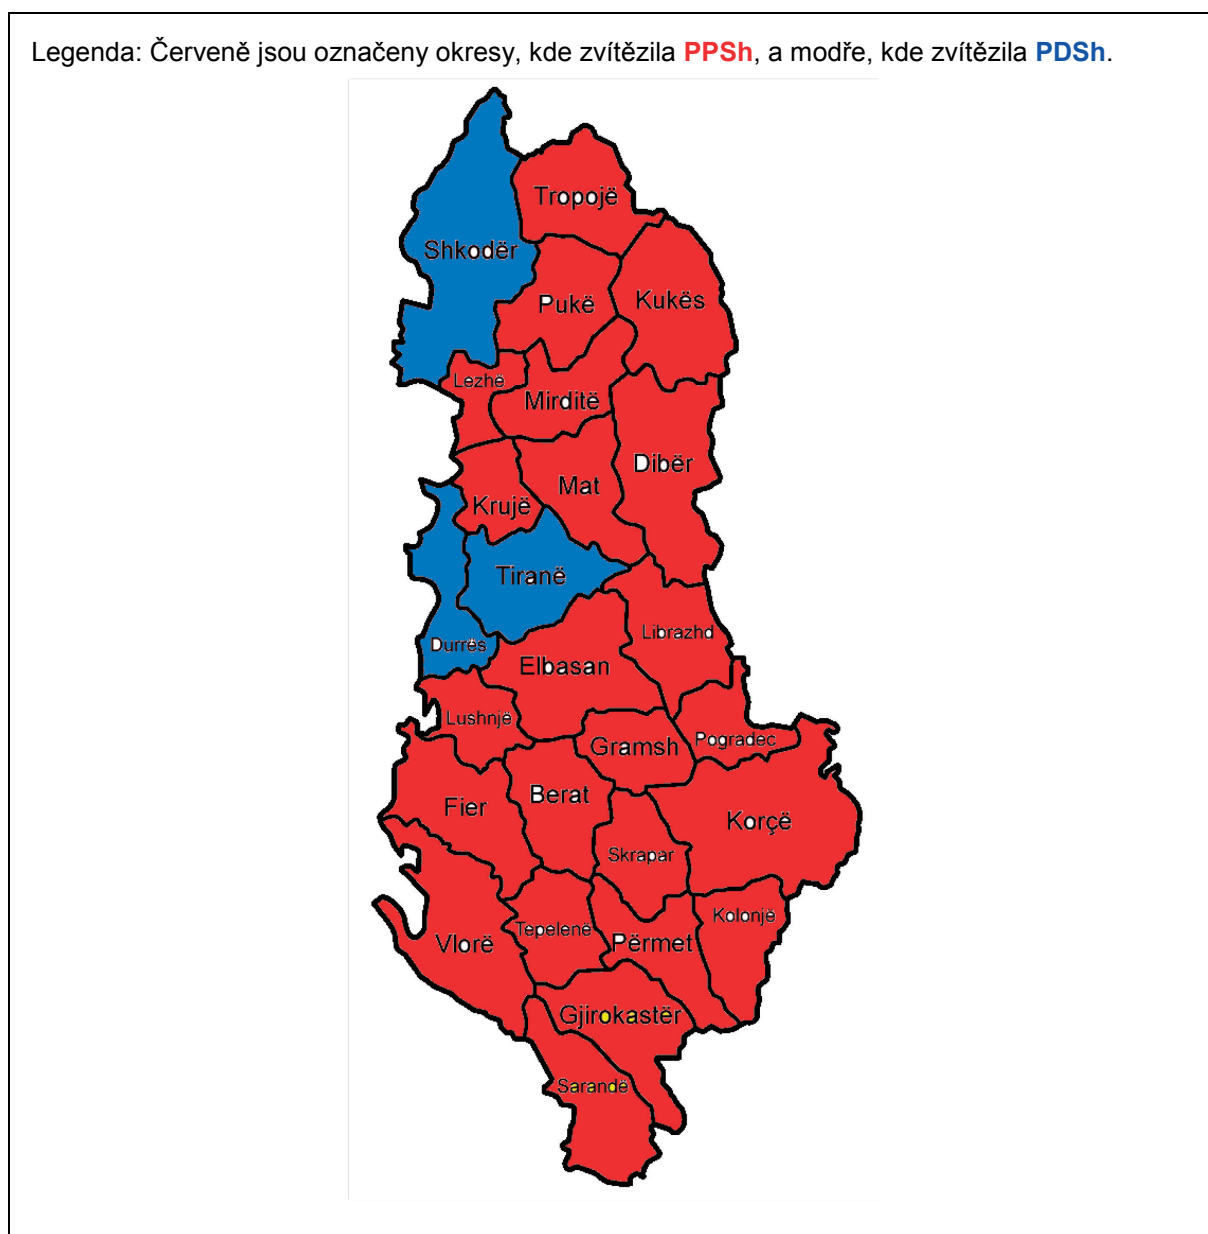 Legenda: Červeně jsou označeny okresy, kde zvítězila PPSh, a modře, kde zvítězila PDSh.
Tropojë
Shkodër
Pukë
Kukës
Lezhë
Mirditë
Dibër
Mat
Krujë
Tiranë
Librazhd
Durrës
Elbasan
Lushnjë
Pogradec
Gramsh
Berat
Fier
Korçë
Skrapar
Kolonjë
Tepelenë
Përmet
Vlorë
Gjirokastër
Sarandë